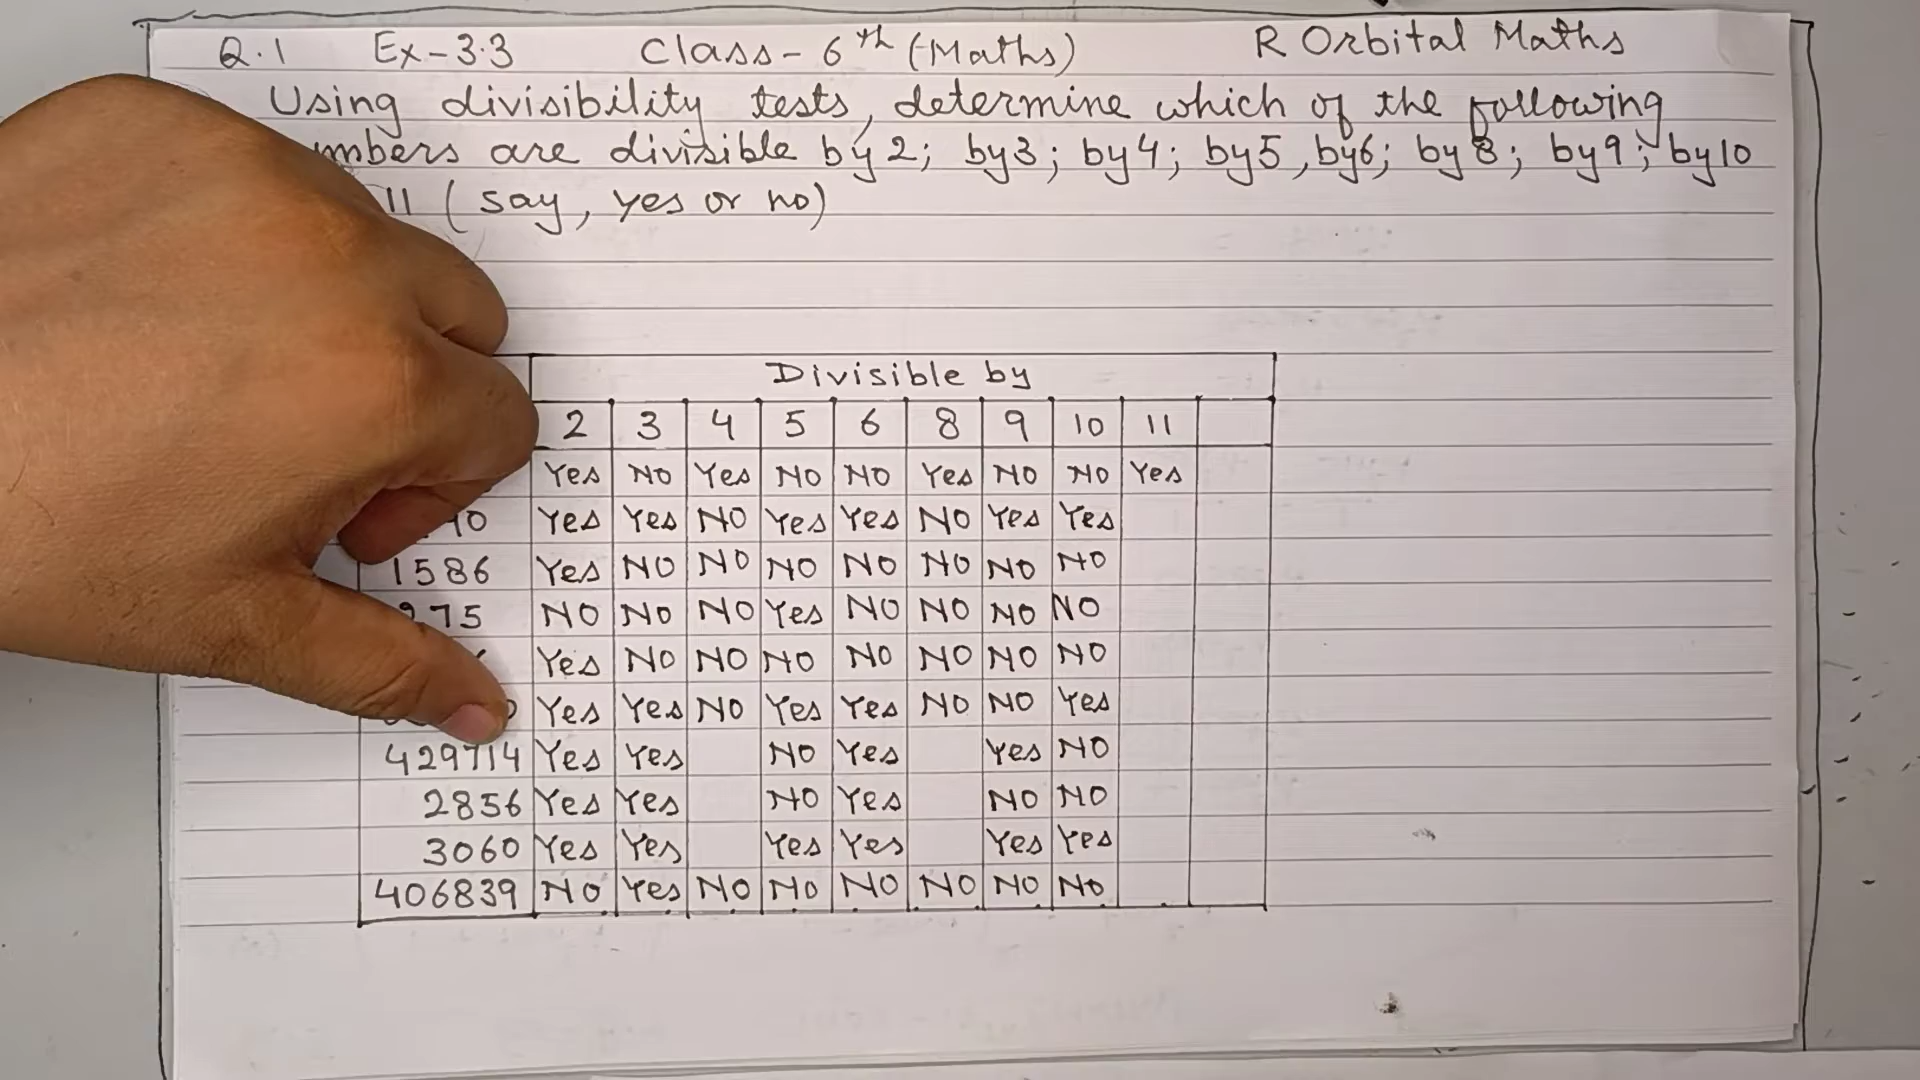 Q.1 Ex-3.3 Class- 6th (Maths) R Orbital Maths
Using divisibility tests, determine which of the following
mbers are divisible by 2; by 3; by 4; by 5, by 6; by 8; by 9; by 10
11 (say, yes or no)
Divisible by
2 3 4 5 6 8 9 10 11
Yes NO Yes NO NO Yes NO NO Yes
90 Yes Yes NO Yes Yes NO Yes Yes
1586 Yes NO NO NO NO NO NO NO
275 NO NO NO Yes NO NO NO NO
6 Yes NO NO NO NO NO NO NO
0 Yes Yes NO Yes Yes NO NO Yes
429714 Yes Yes NO Yes Yes NO
2856 Yes Yes NO Yes NO NO
3060 Yes Yes Yes Yes Yes Yes
406839 NO Yes NO NO NO NO NO NO